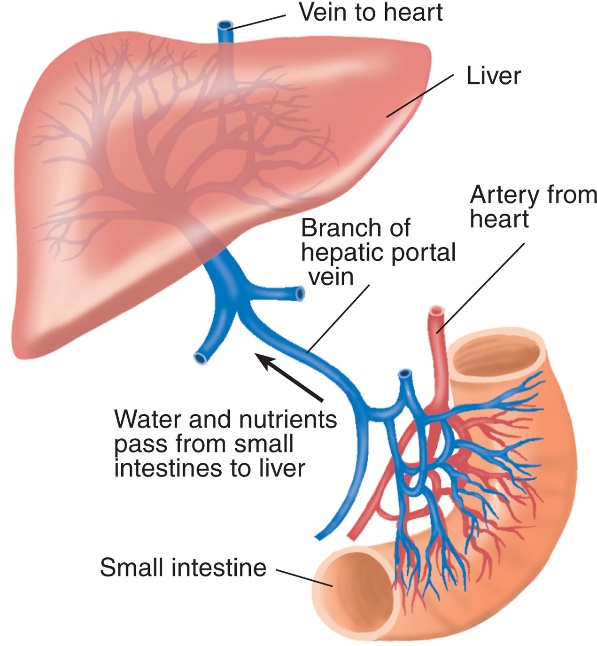 Vein to heart
Liver
Artery from
heart
Branch of
hepatic portal
vein
Water and nutrients
pass from small
intestines to liver
Small intestine